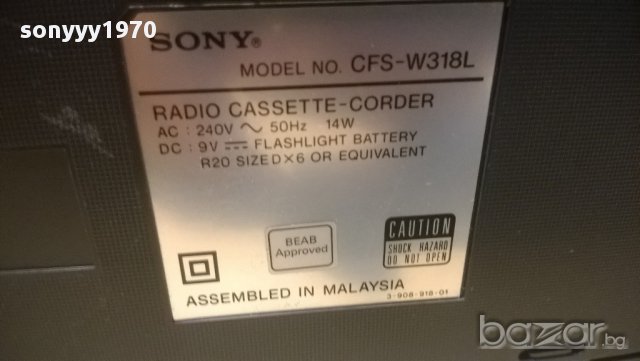 sonyyy1970
SONY®
MODEL NO. CFS-W318L
RADIO CASSETTE-CORDER
AC : 240V ~ 50Hz 14W
DC : 9V ⎓ FLASHLIGHT BATTERY
R20 SIZE D×6 OR EQUIVALENT
BEAB
Approved
CAUTION
SHOCK HAZARD
DO NOT OPEN
ASSEMBLED IN MALAYSIA
3-908-918-01
bazar.bg